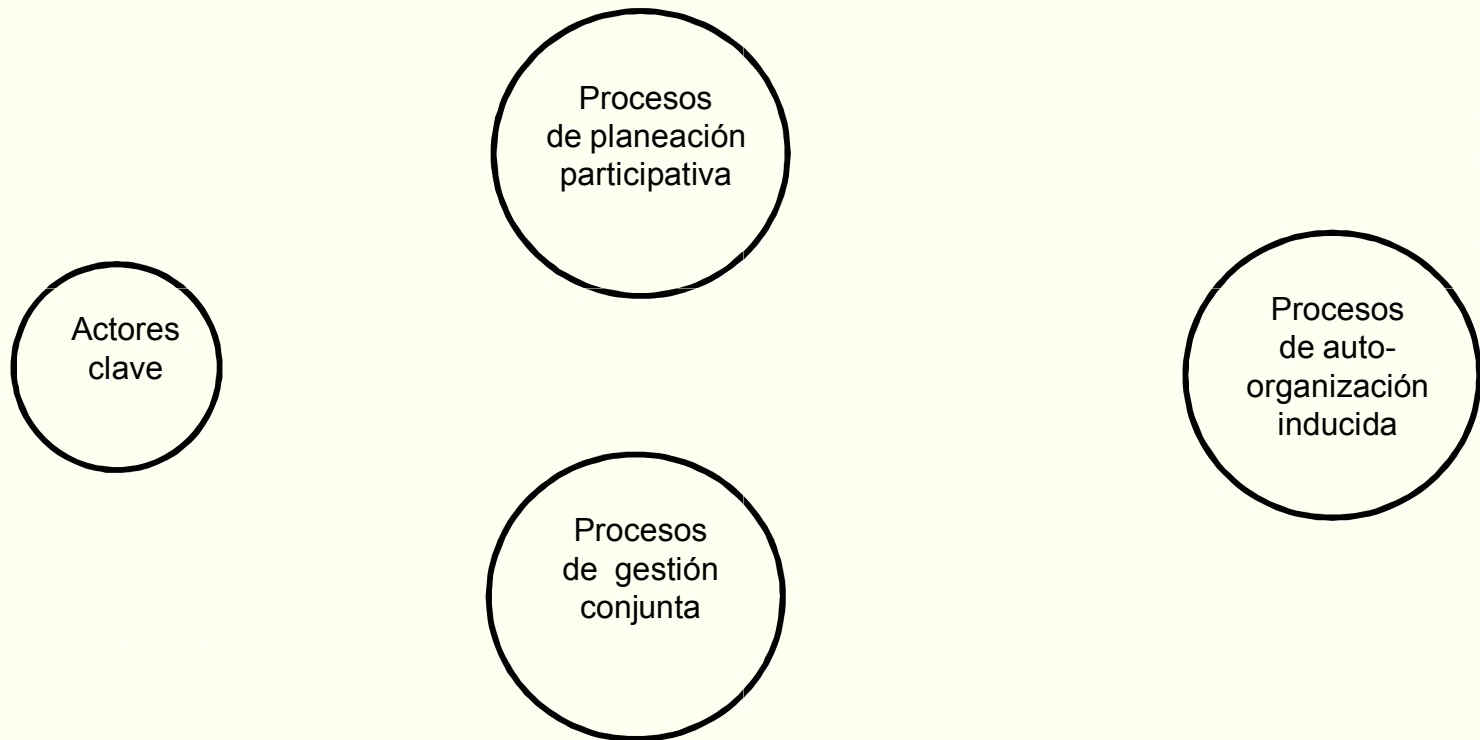 Procesos
de planeación
participativa
Actores
clave
Procesos
de auto-
organización
inducida
Procesos
de  gestión
conjunta